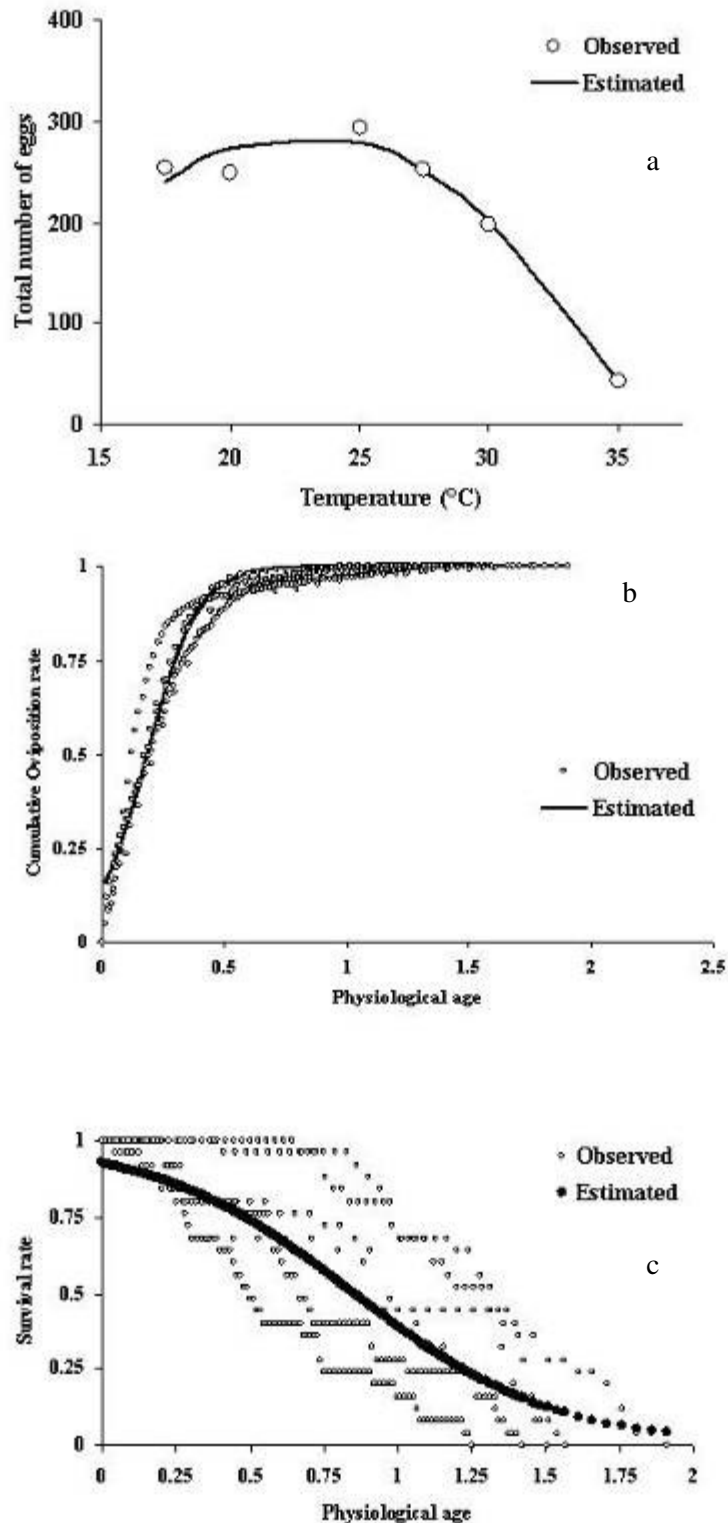 400
300
200
100
0
Total number of eggs
Observed
Estimated
a
15 20 25 30 35
Temperature (°C)
1
0.75
0.5
0.25
0
Cumulative Oviposition rate
b
Observed
Estimated
0 0.5 1 1.5 2 2.5
Physiological age
1
0.75
0.5
0.25
0
Survival rate
Observed
Estimated
c
0 0.25 0.5 0.75 1 1.25 1.5 1.75 2
Physiological age